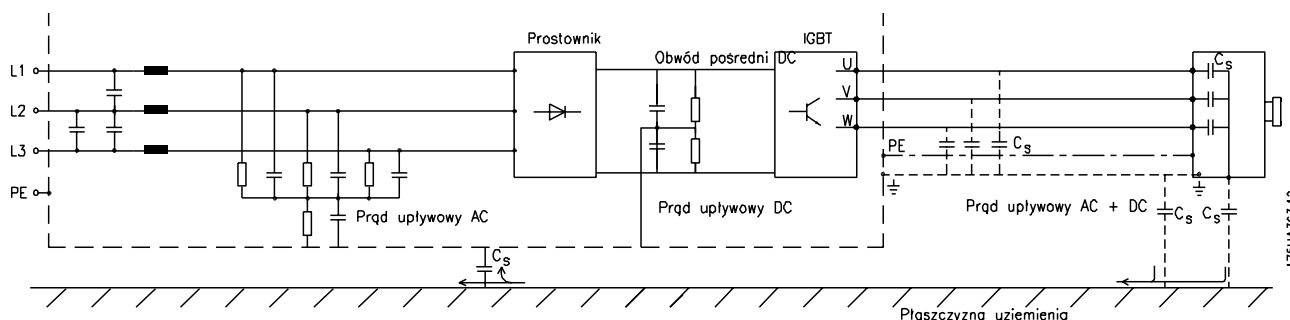 Prostownik
IGBT
Obwód pośredni DC
L1
U
Cs
L2
V
W
L3
PE
Cs
PE
Prąd upływowy AC
Prąd upływowy DC
Prąd upływowy AC + DC
Cs
Cs
Cs
Płaszczyzna uziemienia